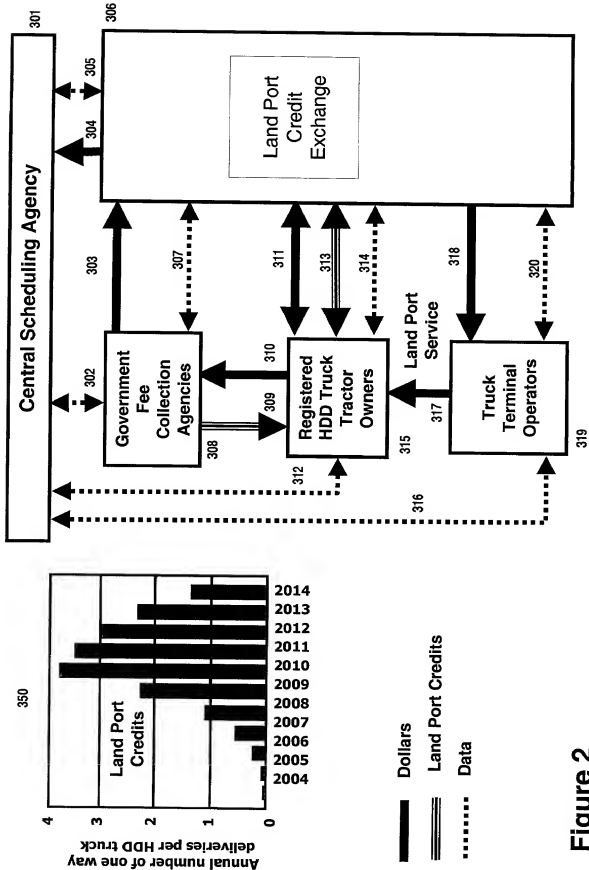 301
306
Central Scheduling Agency
302
304
305
303
307
Government
Fee
Collection
Agencies
Land Port
Credit
Exchange
308
309
310
311
313
314
Registered
HDD Truck
Tractor
Owners
312
315
316
317
Land Port
Service
318
320
Truck
Terminal
Operators
319
350
Annual number of one way
deliveries per HDD truck
4
3
2
1
0
Land Port
Credits
2004
2005
2006
2007
2008
2009
2010
2011
2012
2013
2014
Dollars
Land Port Credits
Data
Figure 2